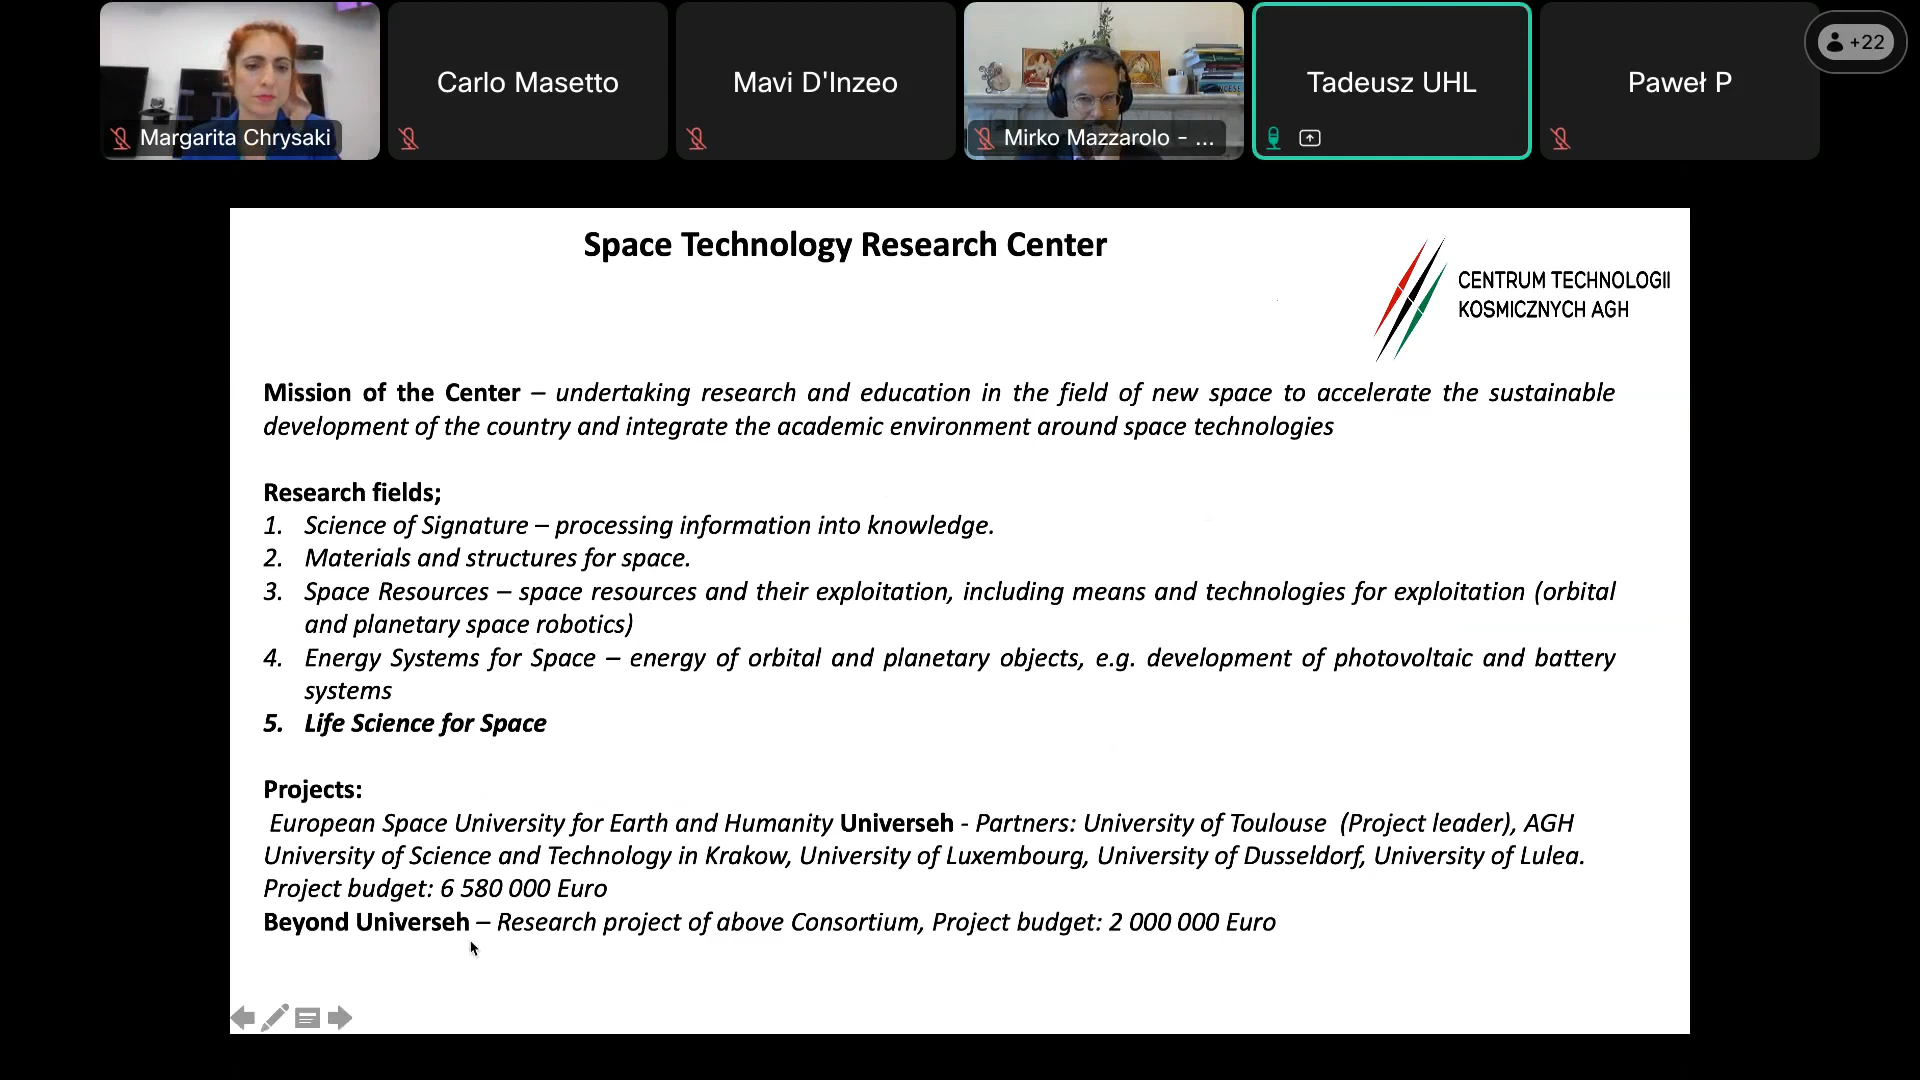 Carlo Masetto
Mavi D'Inzeo
Tadeusz UHL
Paweł P
+22
Margarita Chrysaki
Mirko Mazzarolo - ...
Space Technology Research Center
CENTRUM TECHNOLOGII
KOSMICZNYCH AGH
Mission of the Center – undertaking research and education in the field of new space to accelerate the sustainable
development of the country and integrate the academic environment around space technologies
Research fields;
1. Science of Signature – processing information into knowledge.
2. Materials and structures for space.
3. Space Resources – space resources and their exploitation, including means and technologies for exploitation (orbital
and planetary space robotics)
4. Energy Systems for Space – energy of orbital and planetary objects, e.g. development of photovoltaic and battery
systems
5. Life Science for Space
Projects:
European Space University for Earth and Humanity Universeh - Partners: University of Toulouse (Project leader), AGH
University of Science and Technology in Krakow, University of Luxembourg, University of Dusseldorf, University of Lulea.
Project budget: 6 580 000 Euro
Beyond Universeh – Research project of above Consortium, Project budget: 2 000 000 Euro